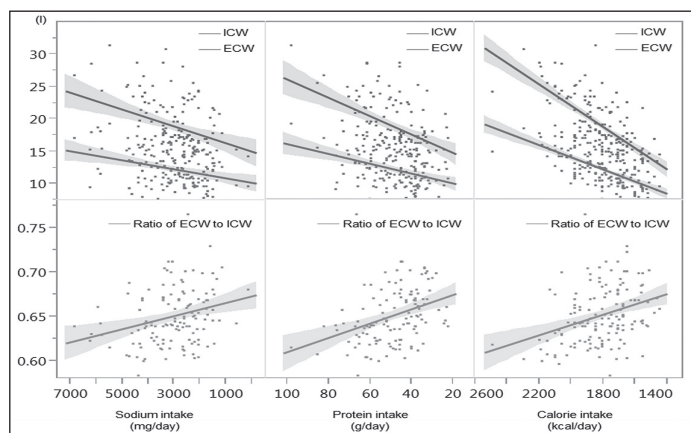 (l)
ICW
ECW
ICW
ECW
ICW
ECW
30
25
20
15
10
Ratio of ECW to ICW
Ratio of ECW to ICW
Ratio of ECW to ICW
0.75
0.70
0.65
0.60
7000 5000 3000 1000
100 80 60 40 20
2600 2200 1800 1400
Sodium intake
(mg/day)
Protein intake
(g/day)
Calorie intake
(kcal/day)